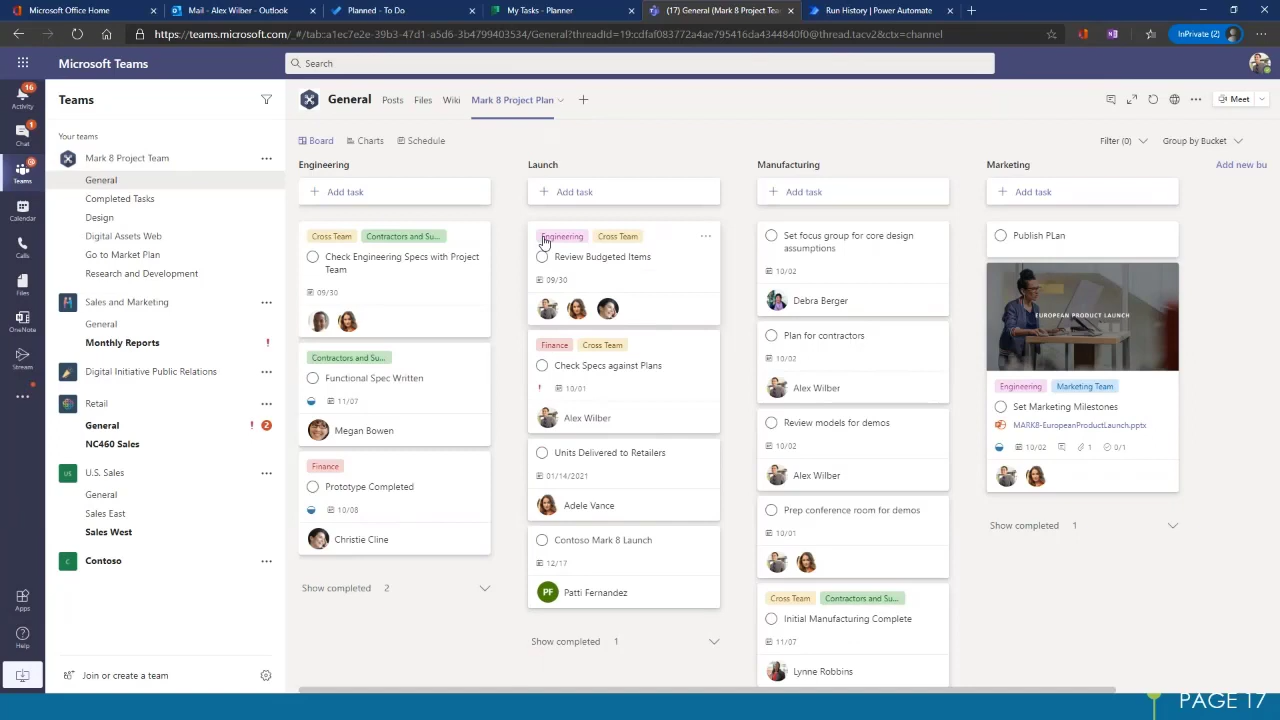 Microsoft Office Home
Mail - Alex Wilber - Outlook
Planned - To Do
My Tasks - Planner
(17) General (Mark 8 Project Tea
Run History | Power Automate
https://teams.microsoft.com/_#/tab::a1ec7e2e-39b3-47d1-a5d6-3b4799403534/General?threadId=19:cdfaf083772a4ae795416da4344840f0@thread.tacv2&ctx=channel
InPrivate (2)
Microsoft Teams
Search
16
Activity
1
Chat
Teams
Calendar
Calls
Files
OneNote
Stream
Apps
Help
Teams
Your teams
Mark 8 Project Team
General
Completed Tasks
Design
Digital Assets Web
Go to Market Plan
Research and Development
Sales and Marketing
General
Monthly Reports !
Digital Initiative Public Relations
Retail
General ! 2
NC460 Sales
US U.S. Sales
General
Sales East
Sales West
C Contoso
Join or create a team
General Posts Files Wiki Mark 8 Project Plan
Meet
Board Charts Schedule
Filter (0) Group by Bucket
Engineering
Add task
Cross Team Contractors and Su...
Check Engineering Specs with Project
Team
09/30
Contractors and Su...
Functional Spec Written
11/07
Megan Bowen
Finance
Prototype Completed
10/08
Christie Cline
Show completed 2
Launch
Add task
Engineering Cross Team
Review Budgeted Items
09/30
Finance Cross Team
Check Specs against Plans
! 10/01
Alex Wilber
Units Delivered to Retailers
01/14/2021
Adele Vance
Contoso Mark 8 Launch
12/17
PF Patti Fernandez
Show completed 1
Manufacturing
Add task
Set focus group for core design
assumptions
10/02
Debra Berger
Plan for contractors
10/02
Alex Wilber
Review models for demos
10/02
Alex Wilber
Prep conference room for demos
10/01
Cross Team Contractors and Su...
Initial Manufacturing Complete
11/07
Lynne Robbins
Marketing
Add task
Publish PLan
EUROPEAN PRODUCT LAUNCH
Engineering Marketing Team
Set Marketing Milestones
MARK8-EuropeanProductLaunch.pptx
10/02 1 0/1
Show completed 1
Add new bu
PAGE 17